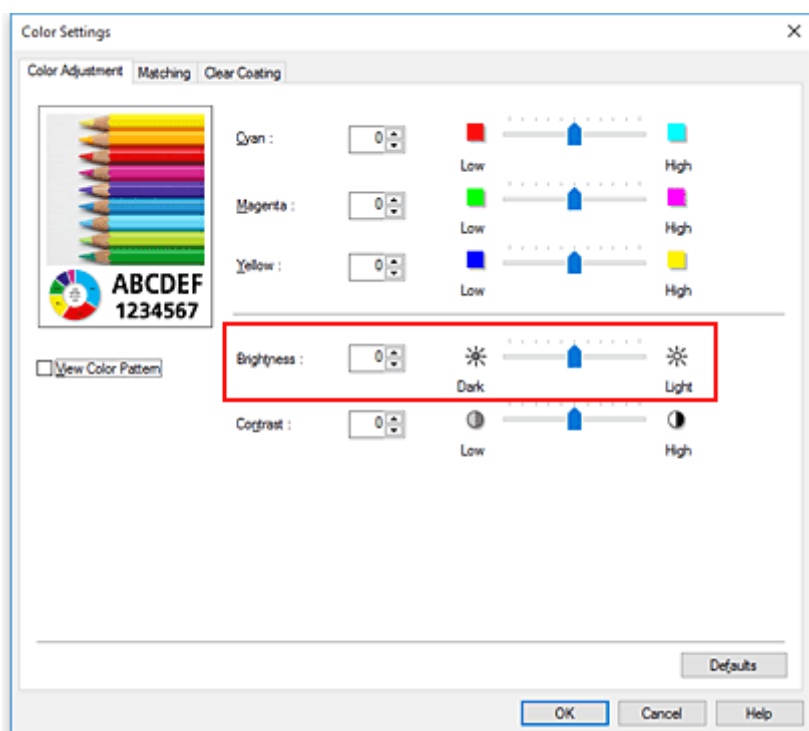 Color Settings
Color Adjustment Matching Clear Coating
ABCDEF
1234567
View Color Pattern
Cyan : 0
Low High
Magenta : 0
Low High
Yellow : 0
Low High
Brightness : 0
Dark Light
Contrast : 0
Low High
Defaults
OK Cancel Help